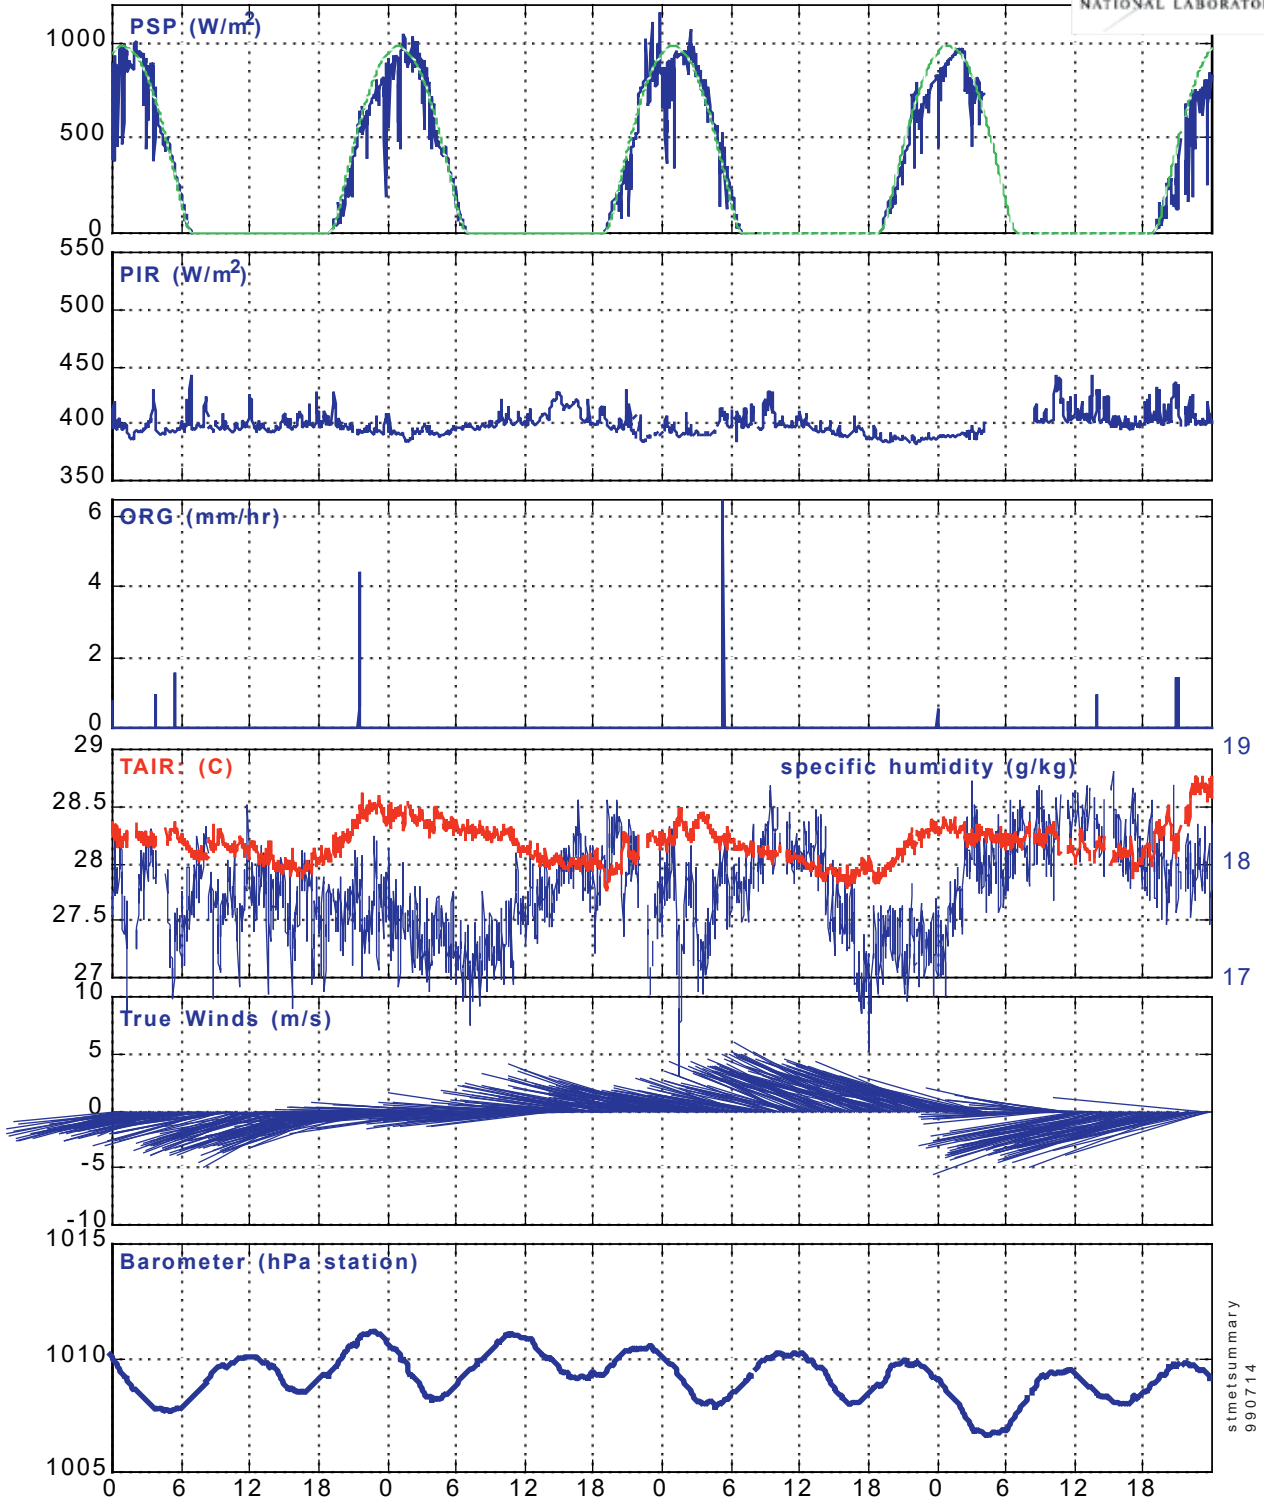 NATIONAL LABORATO
PSP (W/m²)
1000
500
0
550
PIR (W/m²)
500
450
400
350
6
ORG (mm/hr)
4
2
0
29
TAIR (C)
specific humidity (g/kg)
19
28.5
28
18
27.5
27
17
10
True Winds (m/s)
5
0
-5
-10
1015
Barometer (hPa station)
1010
1005
0 6 12 18 0 6 12 18 0 6 12 18 0 6 12 18
stmetsummary
990714